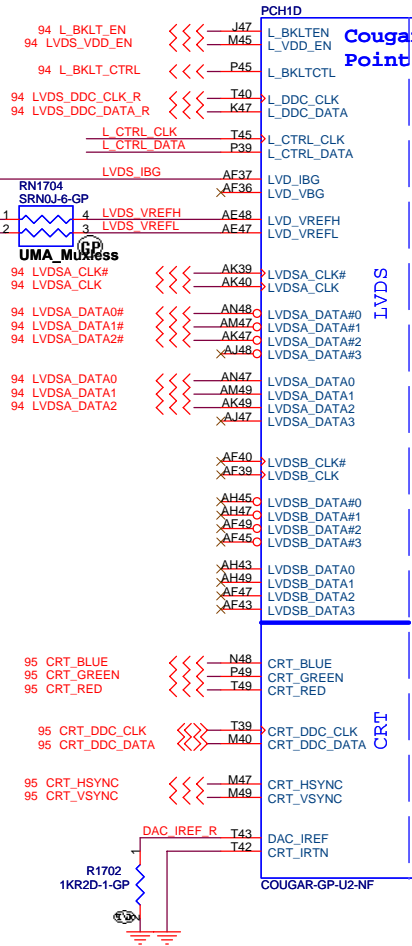 PCH1D
94 L_BKLT_EN J47 L_BKLTEN Cougar
94 LVDS_VDD_EN M45 L_VDD_EN Point
94 L_BKLT_CTRL P45 L_BKLTCTL
94 LVDS_DDC_CLK_R T40 L_DDC_CLK
94 LVDS_DDC_DATA_R K47 L_DDC_DATA
L_CTRL_CLK T45 L_CTRL_CLK
L_CTRL_DATA P39 L_CTRL_DATA
LVDS_IBG AF37 LVD_IBG
AF36 LVD_VBG
RN1704
SRN0J-6-GP
1 4 LVDS_VREFH AE48 LVD_VREFH
2 3 LVDS_VREFL AE47 LVD_VREFL
GP
UMA_Muxless
94 LVDSA_CLK# AK39 LVDSA_CLK#
94 LVDSA_CLK AK40 LVDSA_CLK
LVDS
94 LVDSA_DATA0# AN48 LVDSA_DATA#0
94 LVDSA_DATA1# AM47 LVDSA_DATA#1
94 LVDSA_DATA2# AK47 LVDSA_DATA#2
AJ48 LVDSA_DATA#3
94 LVDSA_DATA0 AN47 LVDSA_DATA0
94 LVDSA_DATA1 AM49 LVDSA_DATA1
94 LVDSA_DATA2 AK49 LVDSA_DATA2
AJ47 LVDSA_DATA3
AF40 LVDSB_CLK#
AF39 LVDSB_CLK
AH45 LVDSB_DATA#0
AH47 LVDSB_DATA#1
AF49 LVDSB_DATA#2
AF45 LVDSB_DATA#3
AH43 LVDSB_DATA0
AH49 LVDSB_DATA1
AF47 LVDSB_DATA2
AF43 LVDSB_DATA3
95 CRT_BLUE N48 CRT_BLUE
95 CRT_GREEN P49 CRT_GREEN
95 CRT_RED T49 CRT_RED
CRT
95 CRT_DDC_CLK T39 CRT_DDC_CLK
95 CRT_DDC_DATA M40 CRT_DDC_DATA
95 CRT_HSYNC M47 CRT_HSYNC
95 CRT_VSYNC M49 CRT_VSYNC
DAC_IREF_R T43 DAC_IREF
T42 CRT_IRTN
1
R1702
1KR2D-1-GP
COUGAR-GP-U2-NF
2